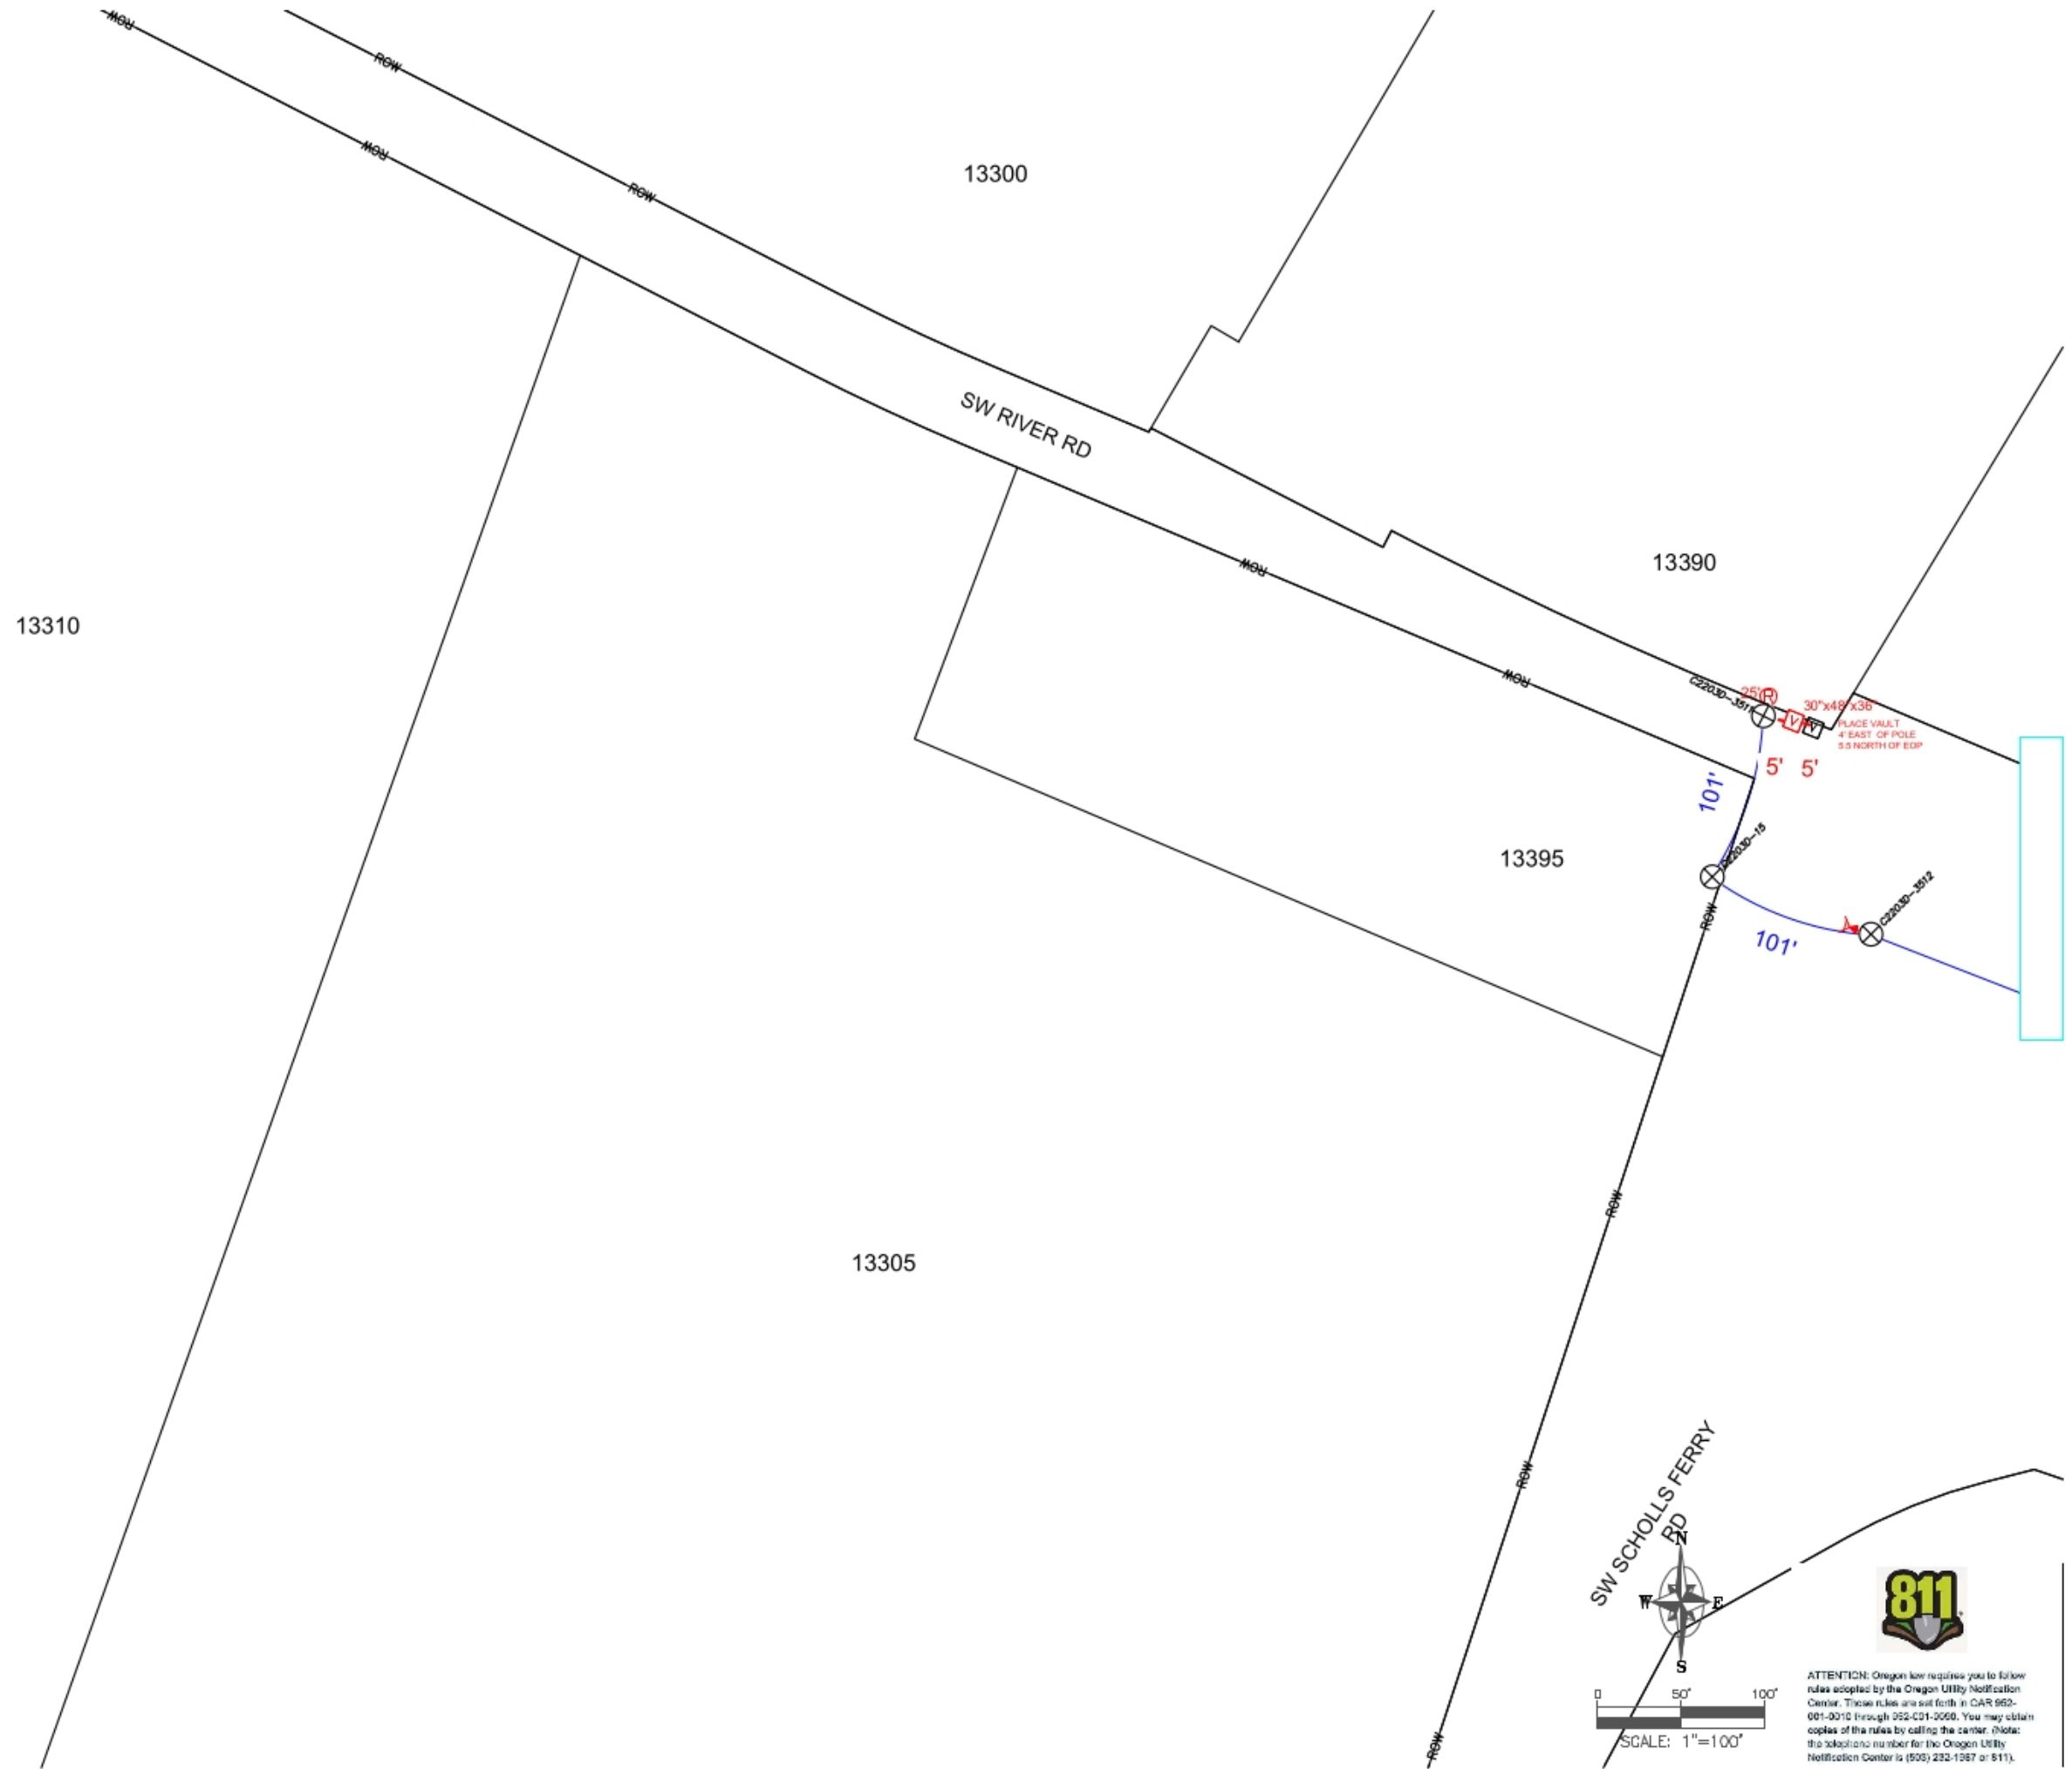 ROW
ROW
ROW
ROW
13300
SW RIVER RD
ROW
13390
13310
ROW
C2203D-3511
25' R
30"x48"x36"
V V
PLACE VAULT
4' EAST OF POLE
5.5 NORTH OF EOP
5' 5'
101'
C2203D-15
13395
C2203D-3512
ROW
101'
ROW
13305
SW SCHOLLS FERRY
RD
ROW
N
W E
S
811
ATTENTION: Oregon law requires you to follow
rules adopted by the Oregon Utility Notification
Center. Those rules are set forth in OAR 952-
001-0010 through 952-001-0090. You may obtain
copies of the rules by calling the center. (Note:
the telephone number for the Oregon Utility
Notification Center is (503) 232-1987 or 811).
0 50' 100'
SCALE: 1"=100'
ROW